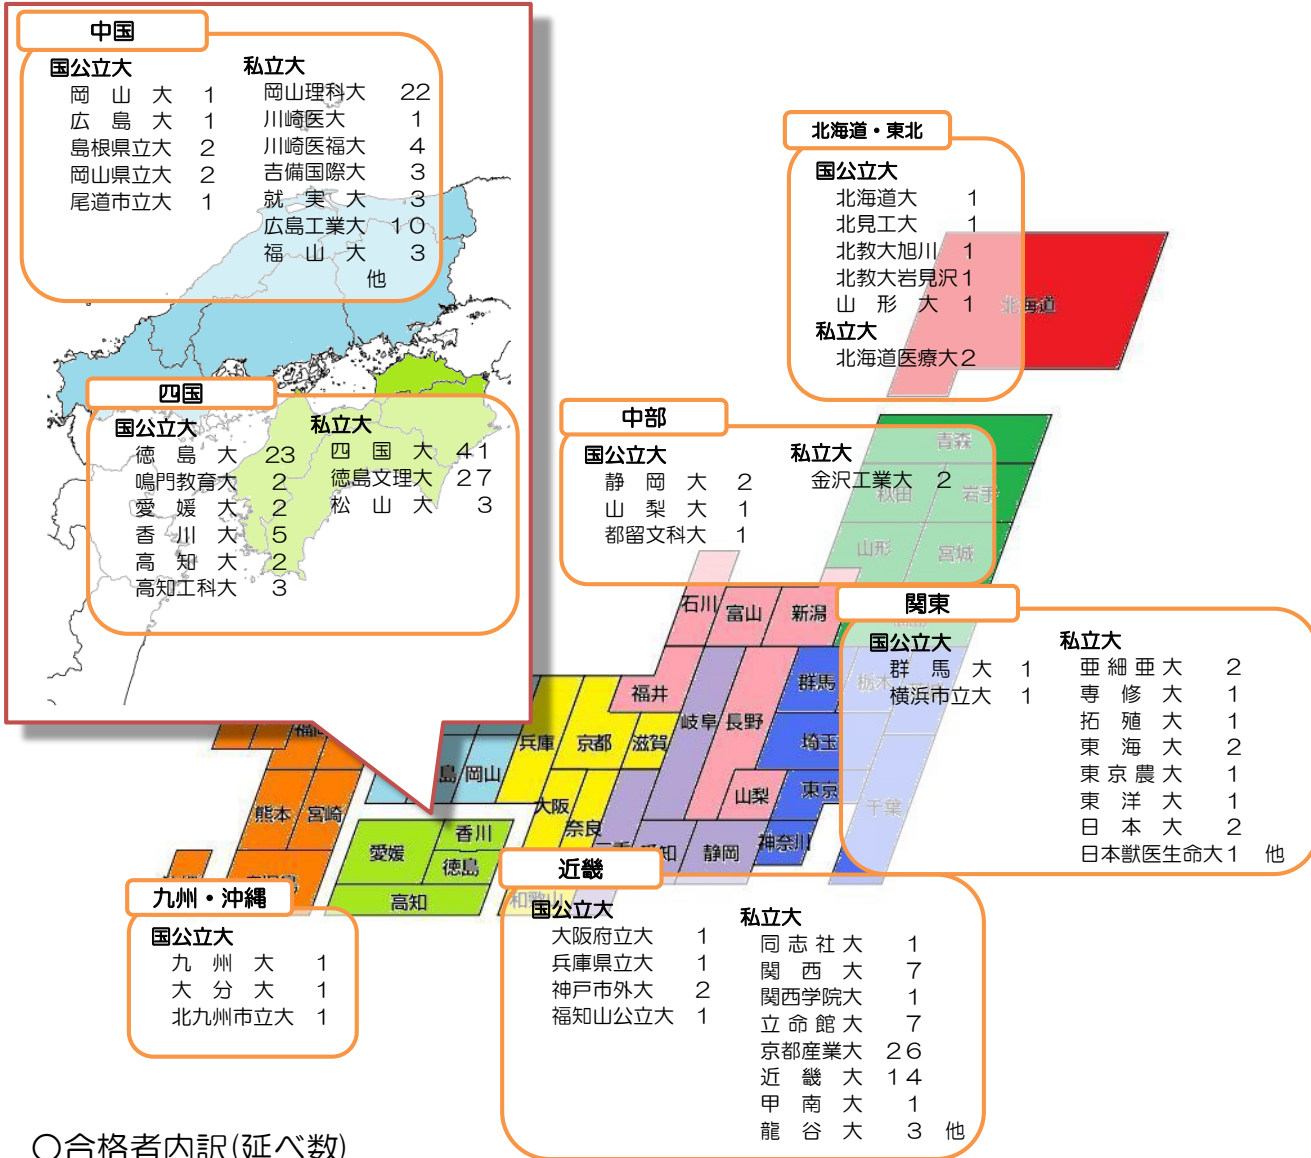 中国
国公立大
岡山大 1
広島大 1
島根県立大 2
岡山県立大 2
尾道市立大 1
私立大
岡山理科大 22
川崎医大 1
川崎医福大 4
吉備国際大 3
就実大 3
広島工業大 10
福山大 3
他
四国
国公立大
徳島大 23
鳴門教育大 2
愛媛大 2
香川大 5
高知大 2
高知工科大 3
私立大
四国大 41
徳島文理大 27
松山大 3
北海道・東北
国公立大
北海道大 1
北見工大 1
北教大旭川 1
北教大岩見沢 1
山形大 1
私立大
北海道医療大 2
北海道
中部
国公立大
静岡大 2
山梨大 1
都留文科大 1
私立大
金沢工業大 2
青森
秋田 岩手
山形 宮城
関東
国公立大
群馬大 1
横浜市立大 1
私立大
亜細亜大 2
専修大 1
拓殖大 1
東海大 2
東京農大 1
東洋大 1
日本大 2
日本獣医生命大 1 他
石川 富山 新潟
福井 岐阜 長野 群馬 栃木
兵庫 京都 滋賀 埼玉
島 岡山 山梨 東京 千葉
大阪 奈良 静岡 神奈川
熊本 宮崎
愛媛 香川
徳島
高知
和歌山
九州・沖縄
国公立大
九州大 1
大分大 1
北九州市立大 1
近畿
国公立大
大阪府立大 1
兵庫県立大 1
神戸市外大 2
福知山公立大 1
私立大
同志社大 1
関西大 7
関西学院大 1
立命館大 7
京都産業大 26
近畿大 14
甲南大 1
龍谷大 3 他
〇合格者内訳(延べ数)